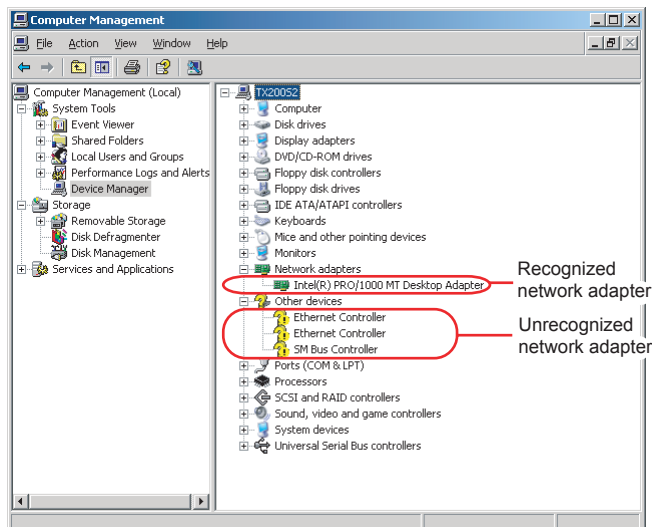 Computer Management
File Action View Window Help
Computer Management (Local)
System Tools
Event Viewer
Shared Folders
Local Users and Groups
Performance Logs and Alerts
Device Manager
Storage
Removable Storage
Disk Defragmenter
Disk Management
Services and Applications
TX200S2
Computer
Disk drives
Display adapters
DVD/CD-ROM drives
Floppy disk controllers
Floppy disk drives
IDE ATA/ATAPI controllers
Keyboards
Mice and other pointing devices
Monitors
Network adapters
Intel(R) PRO/1000 MT Desktop Adapter
Other devices
Ethernet Controller
Ethernet Controller
SM Bus Controller
Ports (COM & LPT)
Processors
SCSI and RAID controllers
Sound, video and game controllers
System devices
Universal Serial Bus controllers
Recognized
network adapter
Unrecognized
network adapter